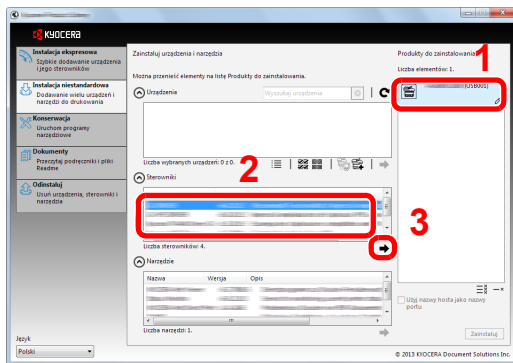 KYOCERA
Instalacja ekspresowa
Szybkie dodawanie urządzenia
i jego sterowników
Instalacja niestandardowa
Dodawanie wielu urządzeń i
narzędzi do drukowania
Konserwacja
Uruchom programy
narzędziowe
Dokumenty
Przeczytaj podręczniki i pliki
Readme
Odinstaluj
Usuń urządzenia, sterowniki i
narzędzia
Język
Polski
Zainstaluj urządzenia i narzędzia
Można przenieść elementy na listę Produkty do zainstalowania.
Urządzenia
Wyszukaj urządzenia
Liczba wybranych urządzeń: 0 z 0.
2
Sterowniki
3
Liczba sterowników: 4.
Narzędzie
Nazwa Wersja Opis
Liczba narzędzi: 1.
Produkty do zainstalowania
1
Liczba elementów: 1.
(USB001)
Użyj nazwy hosta jako nazwy
portu
Zainstaluj
© 2013 KYOCERA Document Solutions Inc.